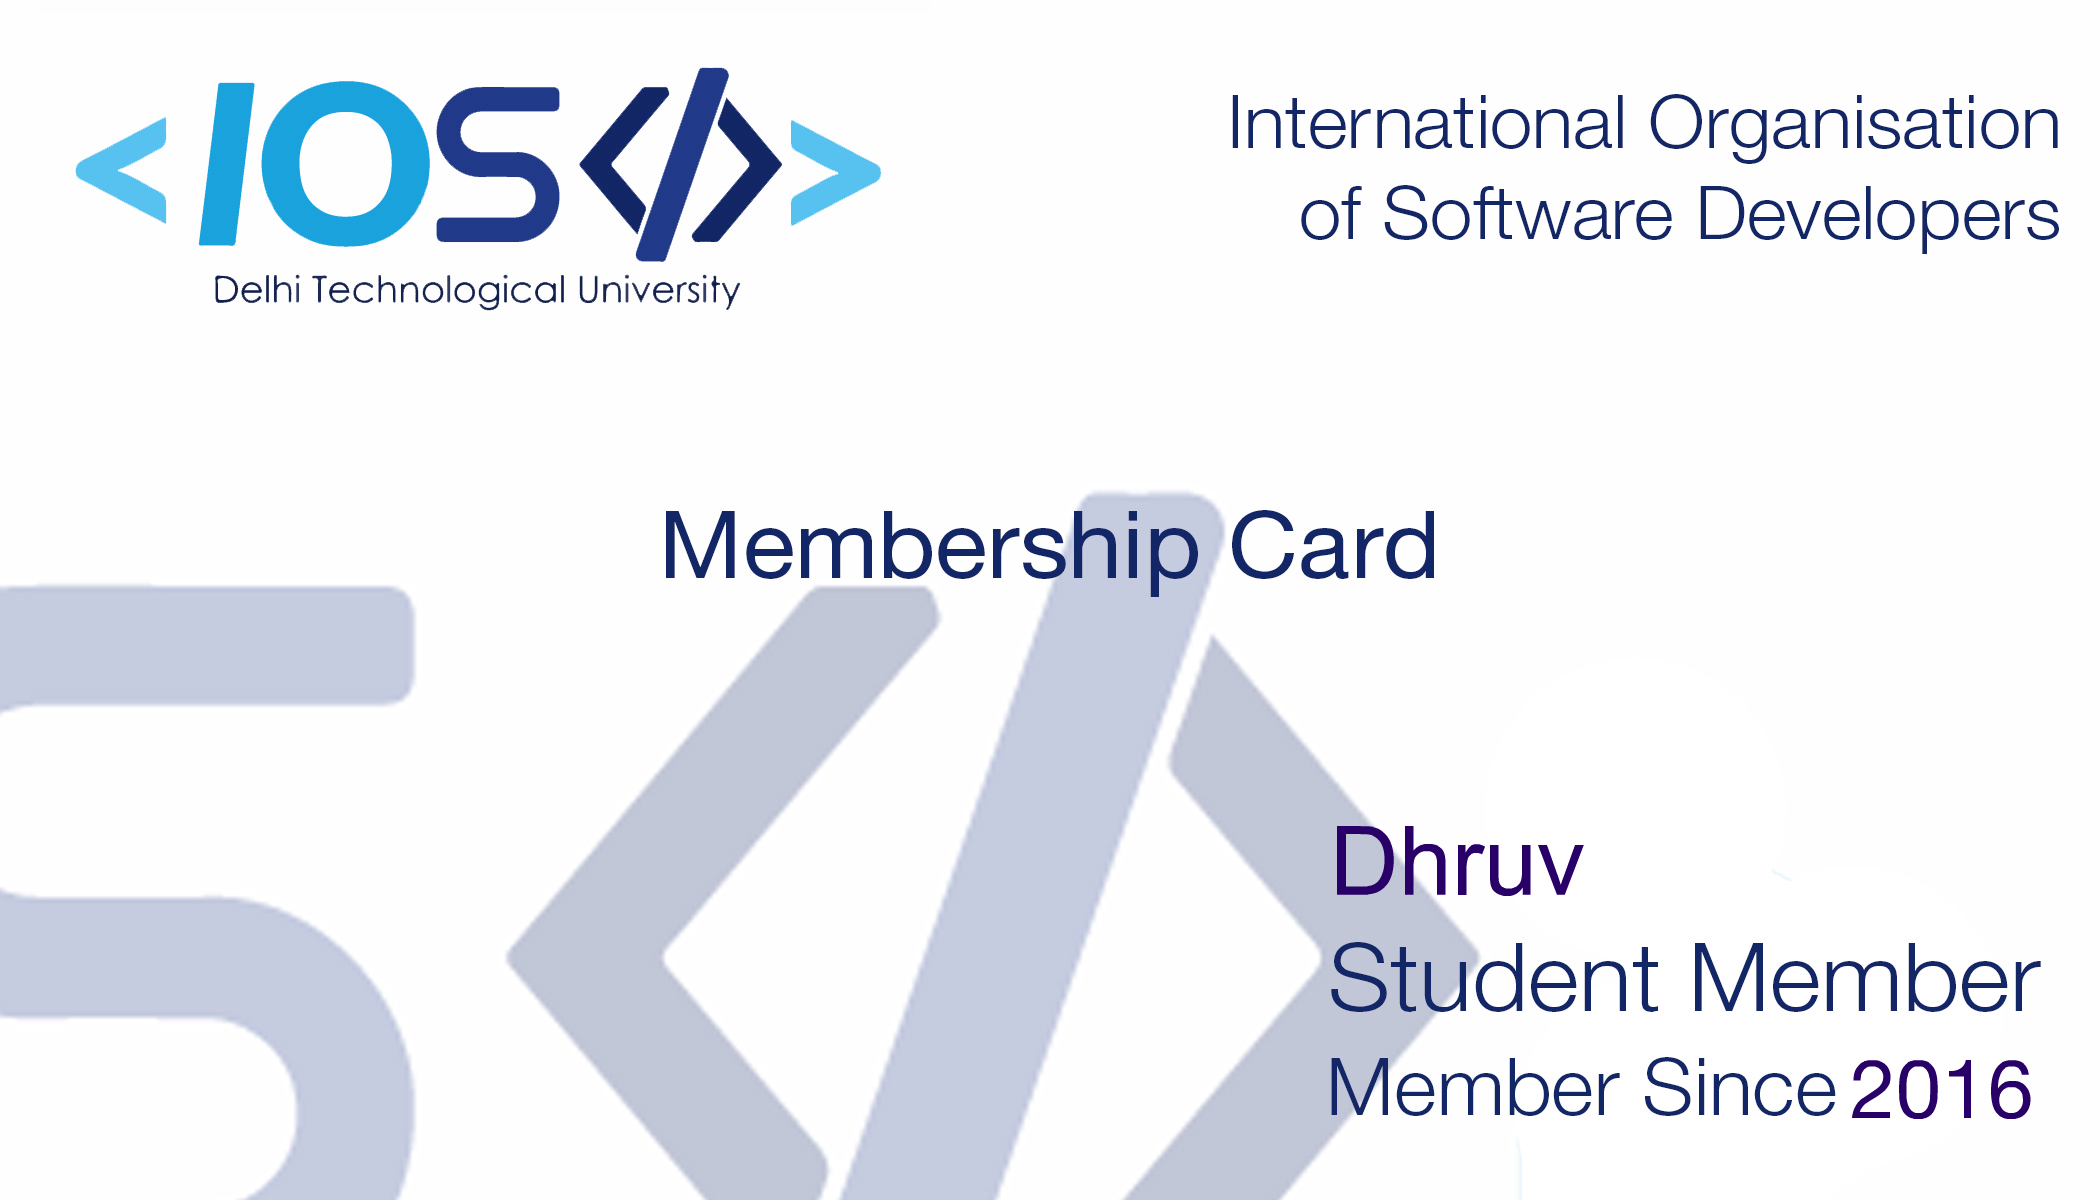 <IOS</>>
Delhi Technological University
International Organisation
of Software Developers
Membership Card
Dhruv
Student Member
Member Since 2016